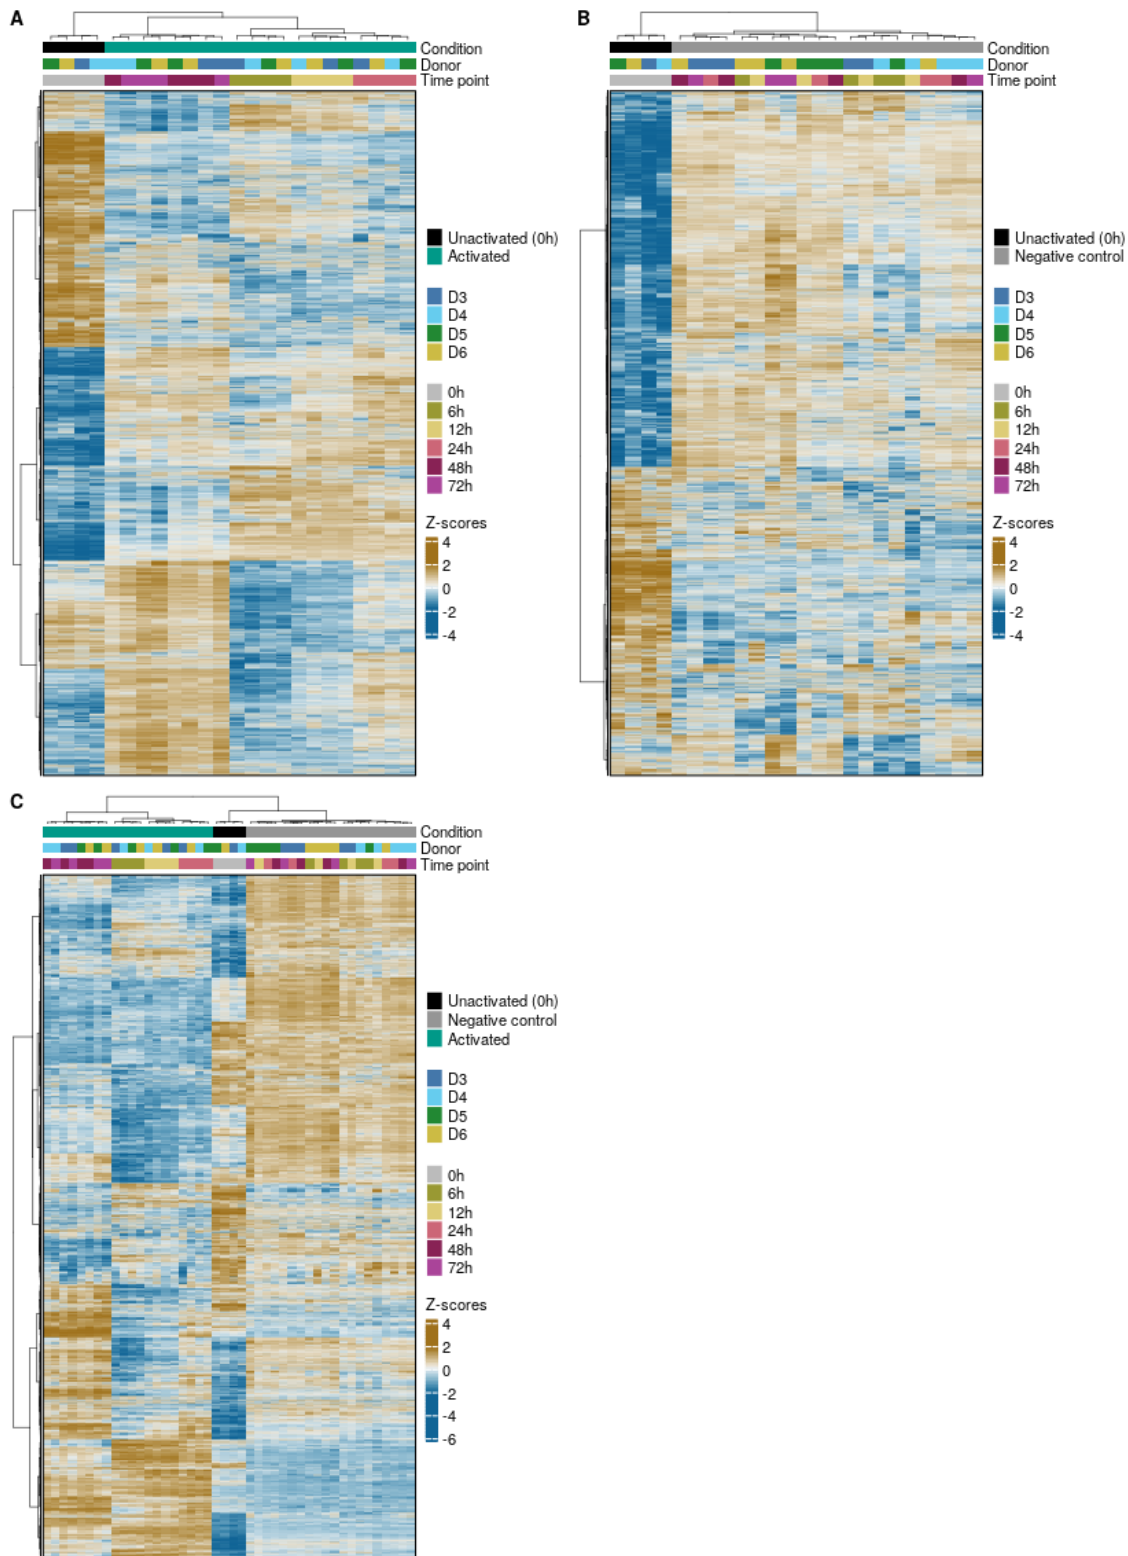 A
Condition
Donor
Time point
Unactivated (0h)
Activated
D3
D4
D5
D6
0h
6h
12h
24h
48h
72h
Z-scores
4
2
0
-2
-4
B
Condition
Donor
Time point
Unactivated (0h)
Negative control
D3
D4
D5
D6
0h
6h
12h
24h
48h
72h
Z-scores
4
2
0
-2
-4
C
Condition
Donor
Time point
Unactivated (0h)
Negative control
Activated
D3
D4
D5
D6
0h
6h
12h
24h
48h
72h
Z-scores
4
2
0
-2
-4
-6